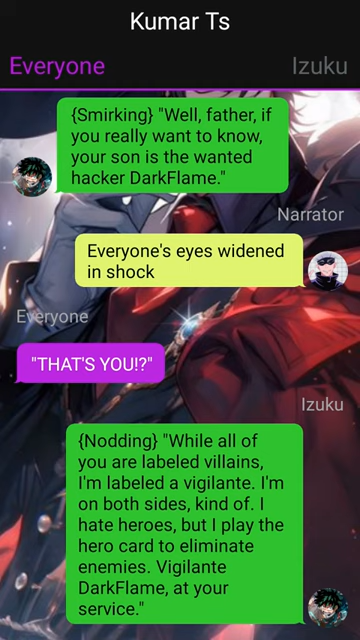 Kumar Ts
Everyone Izuku
{Smirking} "Well, father, if
you really want to know,
your son is the wanted
hacker DarkFlame."
Narrator
Everyone's eyes widened
in shock
Everyone
"THAT'S YOU!?"
Izuku
{Nodding} "While all of
you are labeled villains,
I'm labeled a vigilante. I'm
on both sides, kind of. I
hate heroes, but I play the
hero card to eliminate
enemies. Vigilante
DarkFlame, at your
service."